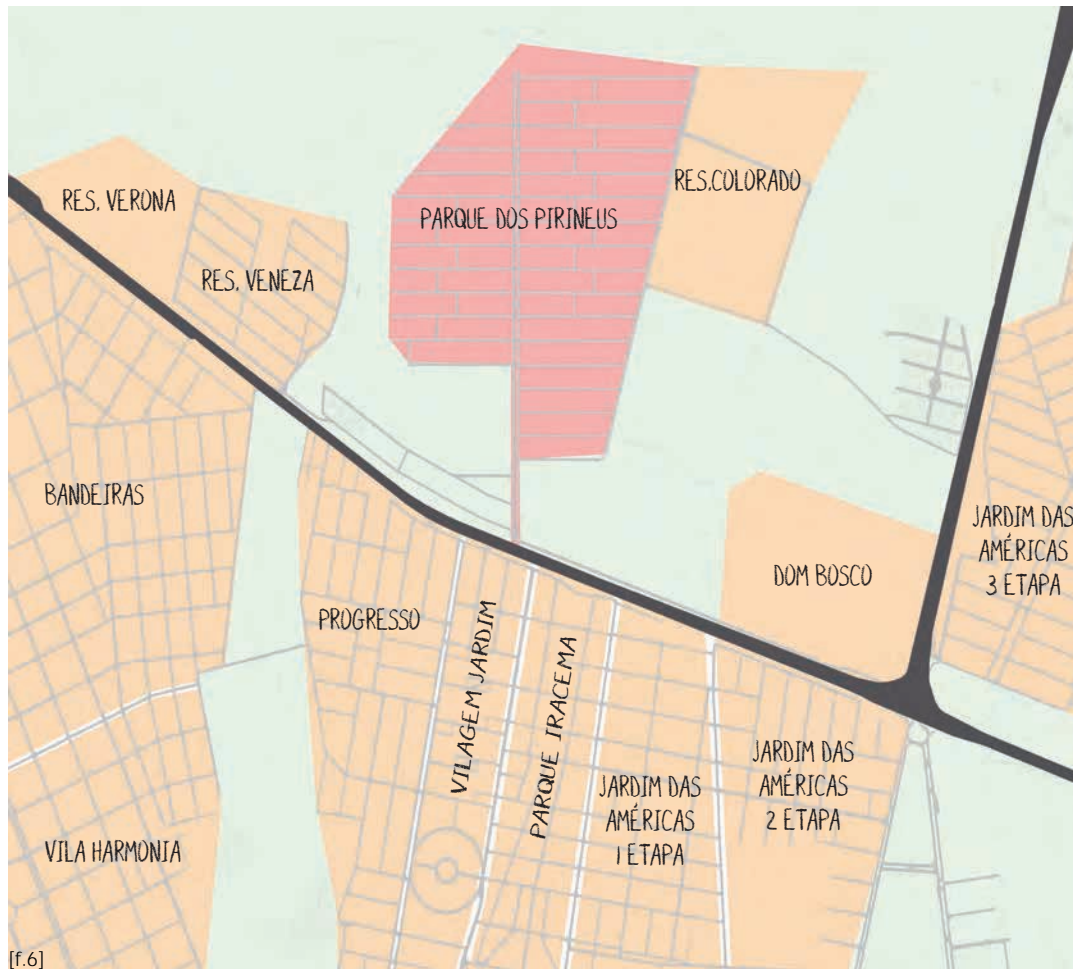 RES. VERONA
RES. VENEZA
PARQUE DOS PIRINEUS
RES.COLORADO
BANDEIRAS
JARDIM DAS
AMÉRICAS
3 ETAPA
DOM BOSCO
PROGRESSO
VILAGEM JARDIM
PARQUE IRACEMA
JARDIM DAS
AMÉRICAS
1 ETAPA
JARDIM DAS
AMÉRICAS
2 ETAPA
VILA HARMONIA
[f.6]